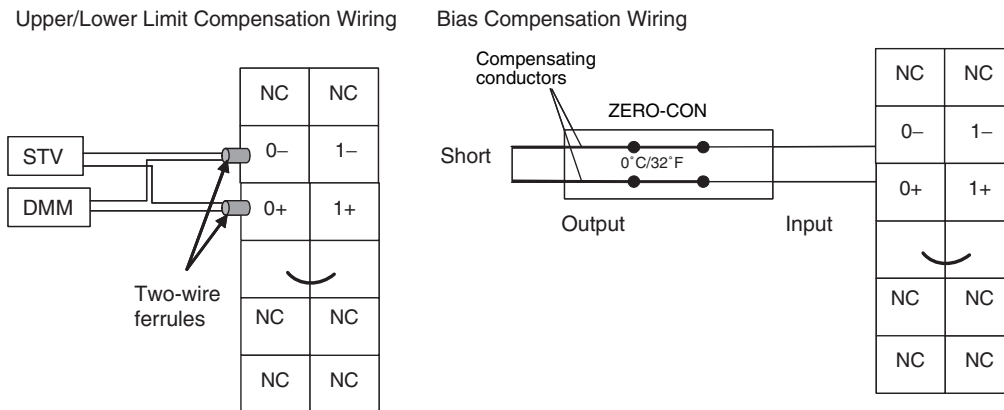 Upper/Lower Limit Compensation Wiring
NC NC
STV
0– 1–
DMM
0+ 1+
Two-wire
ferrules
NC NC
NC NC
Bias Compensation Wiring
Compensating
conductors
ZERO-CON
NC NC
Short
0˚C/32˚F
0– 1–
0+ 1+
Output
Input
NC NC
NC NC